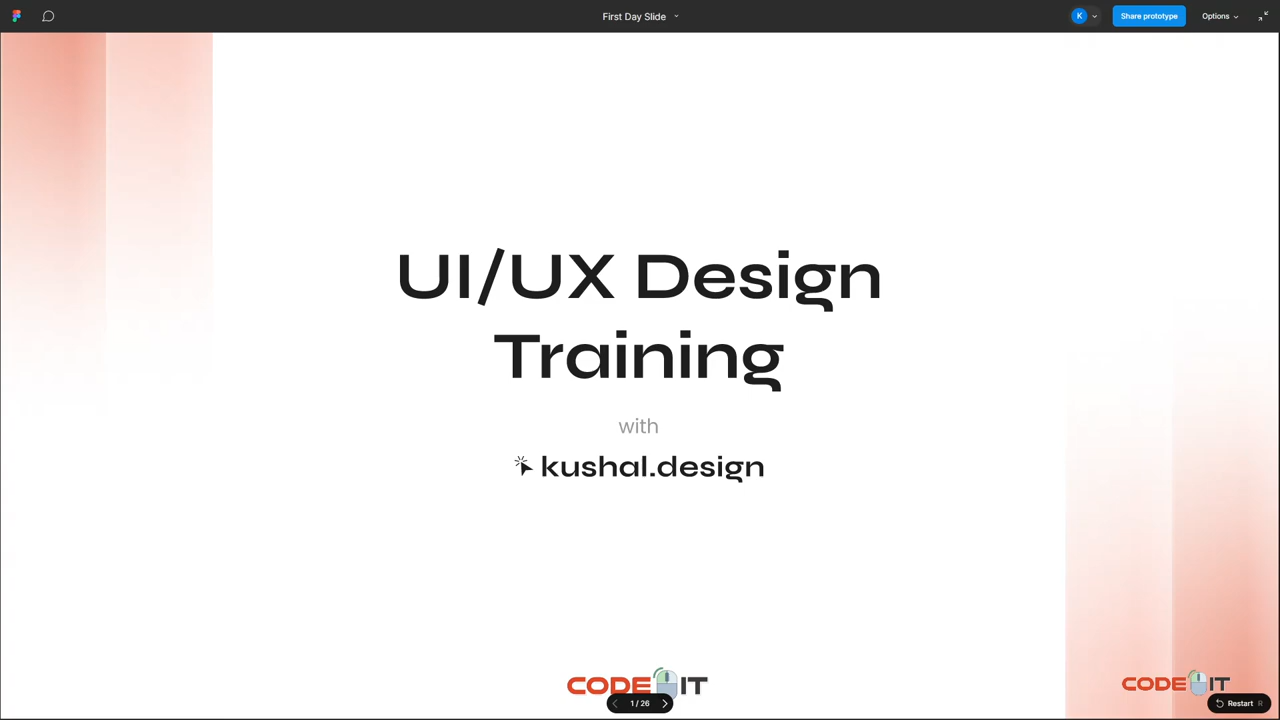 First Day Slide
K
Share prototype
Options
UI/UX Design
Training
with
kushal.design
CODE IT
CODE IT
1 / 26
Restart R